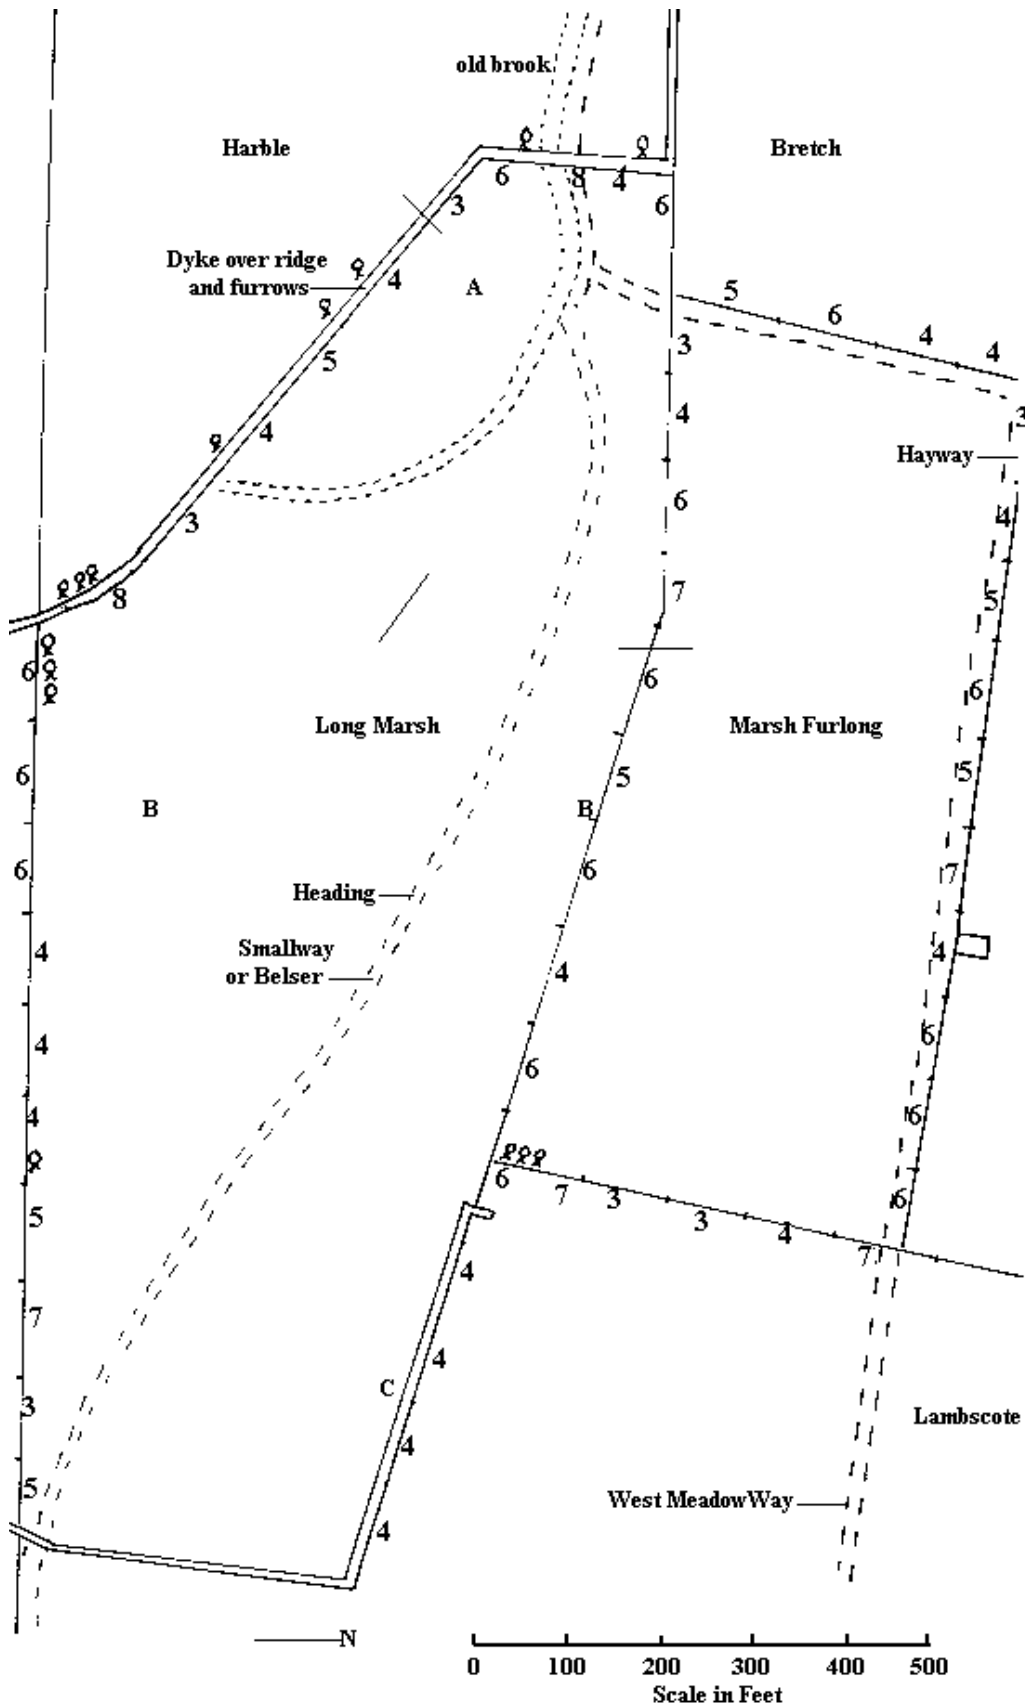 old brook
Harble
Bretch
6
8
4
3
6
Dyke over ridge
and furrows
4
A
5
6
4
4
5
3
4
3
4
Hayway
6
3
4
8
7
5
6
6
6
Long Marsh
Marsh Furlong
6
5
5
B
B
6
6
7
Heading
Smallway
or Belser
4
4
4
4
6
6
4
6
6
7
3
3
4
6
5
7
4
7
4
3
C
4
Lambscote
5
West Meadow Way
4
N
0 100 200 300 400 500
Scale in Feet